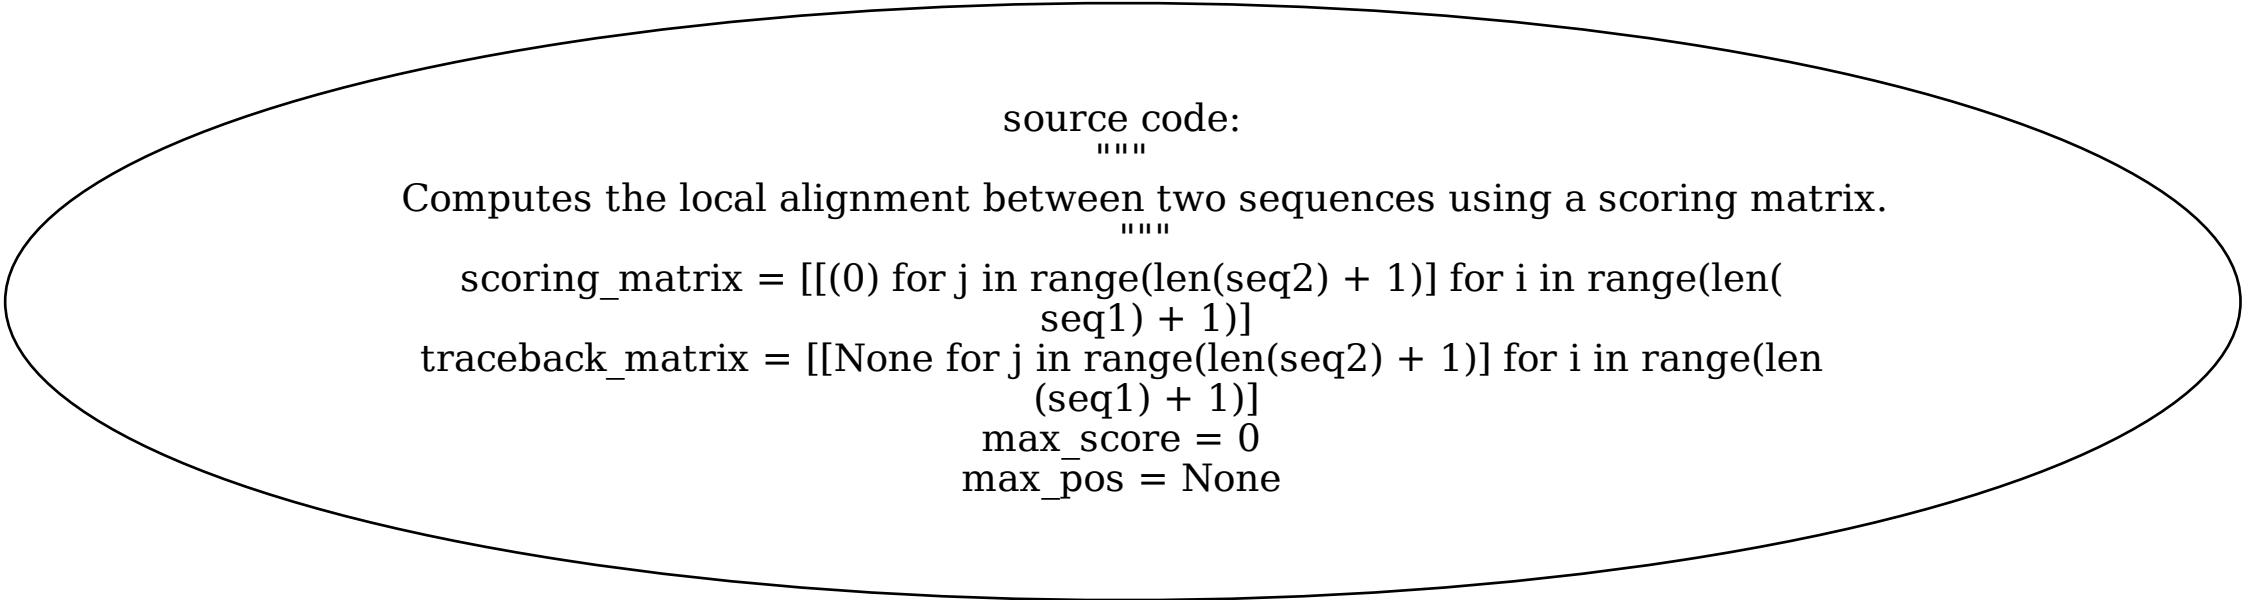 source code:
"""
Computes the local alignment between two sequences using a scoring matrix.
"""
scoring_matrix = [[(0) for j in range(len(seq2) + 1)] for i in range(len(
seq1) + 1)]
traceback_matrix = [[None for j in range(len(seq2) + 1)] for i in range(len
(seq1) + 1)]
max_score = 0
max_pos = None